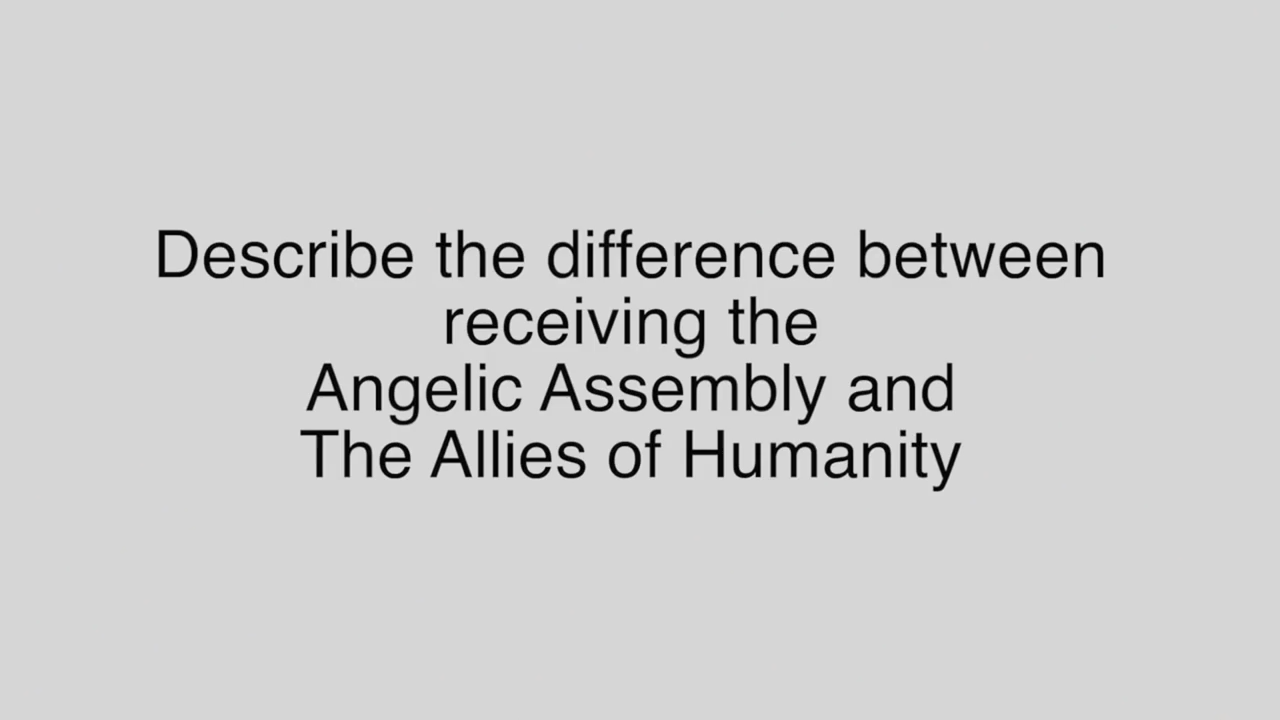 Describe the difference between
receiving the
Angelic Assembly and
The Allies of Humanity